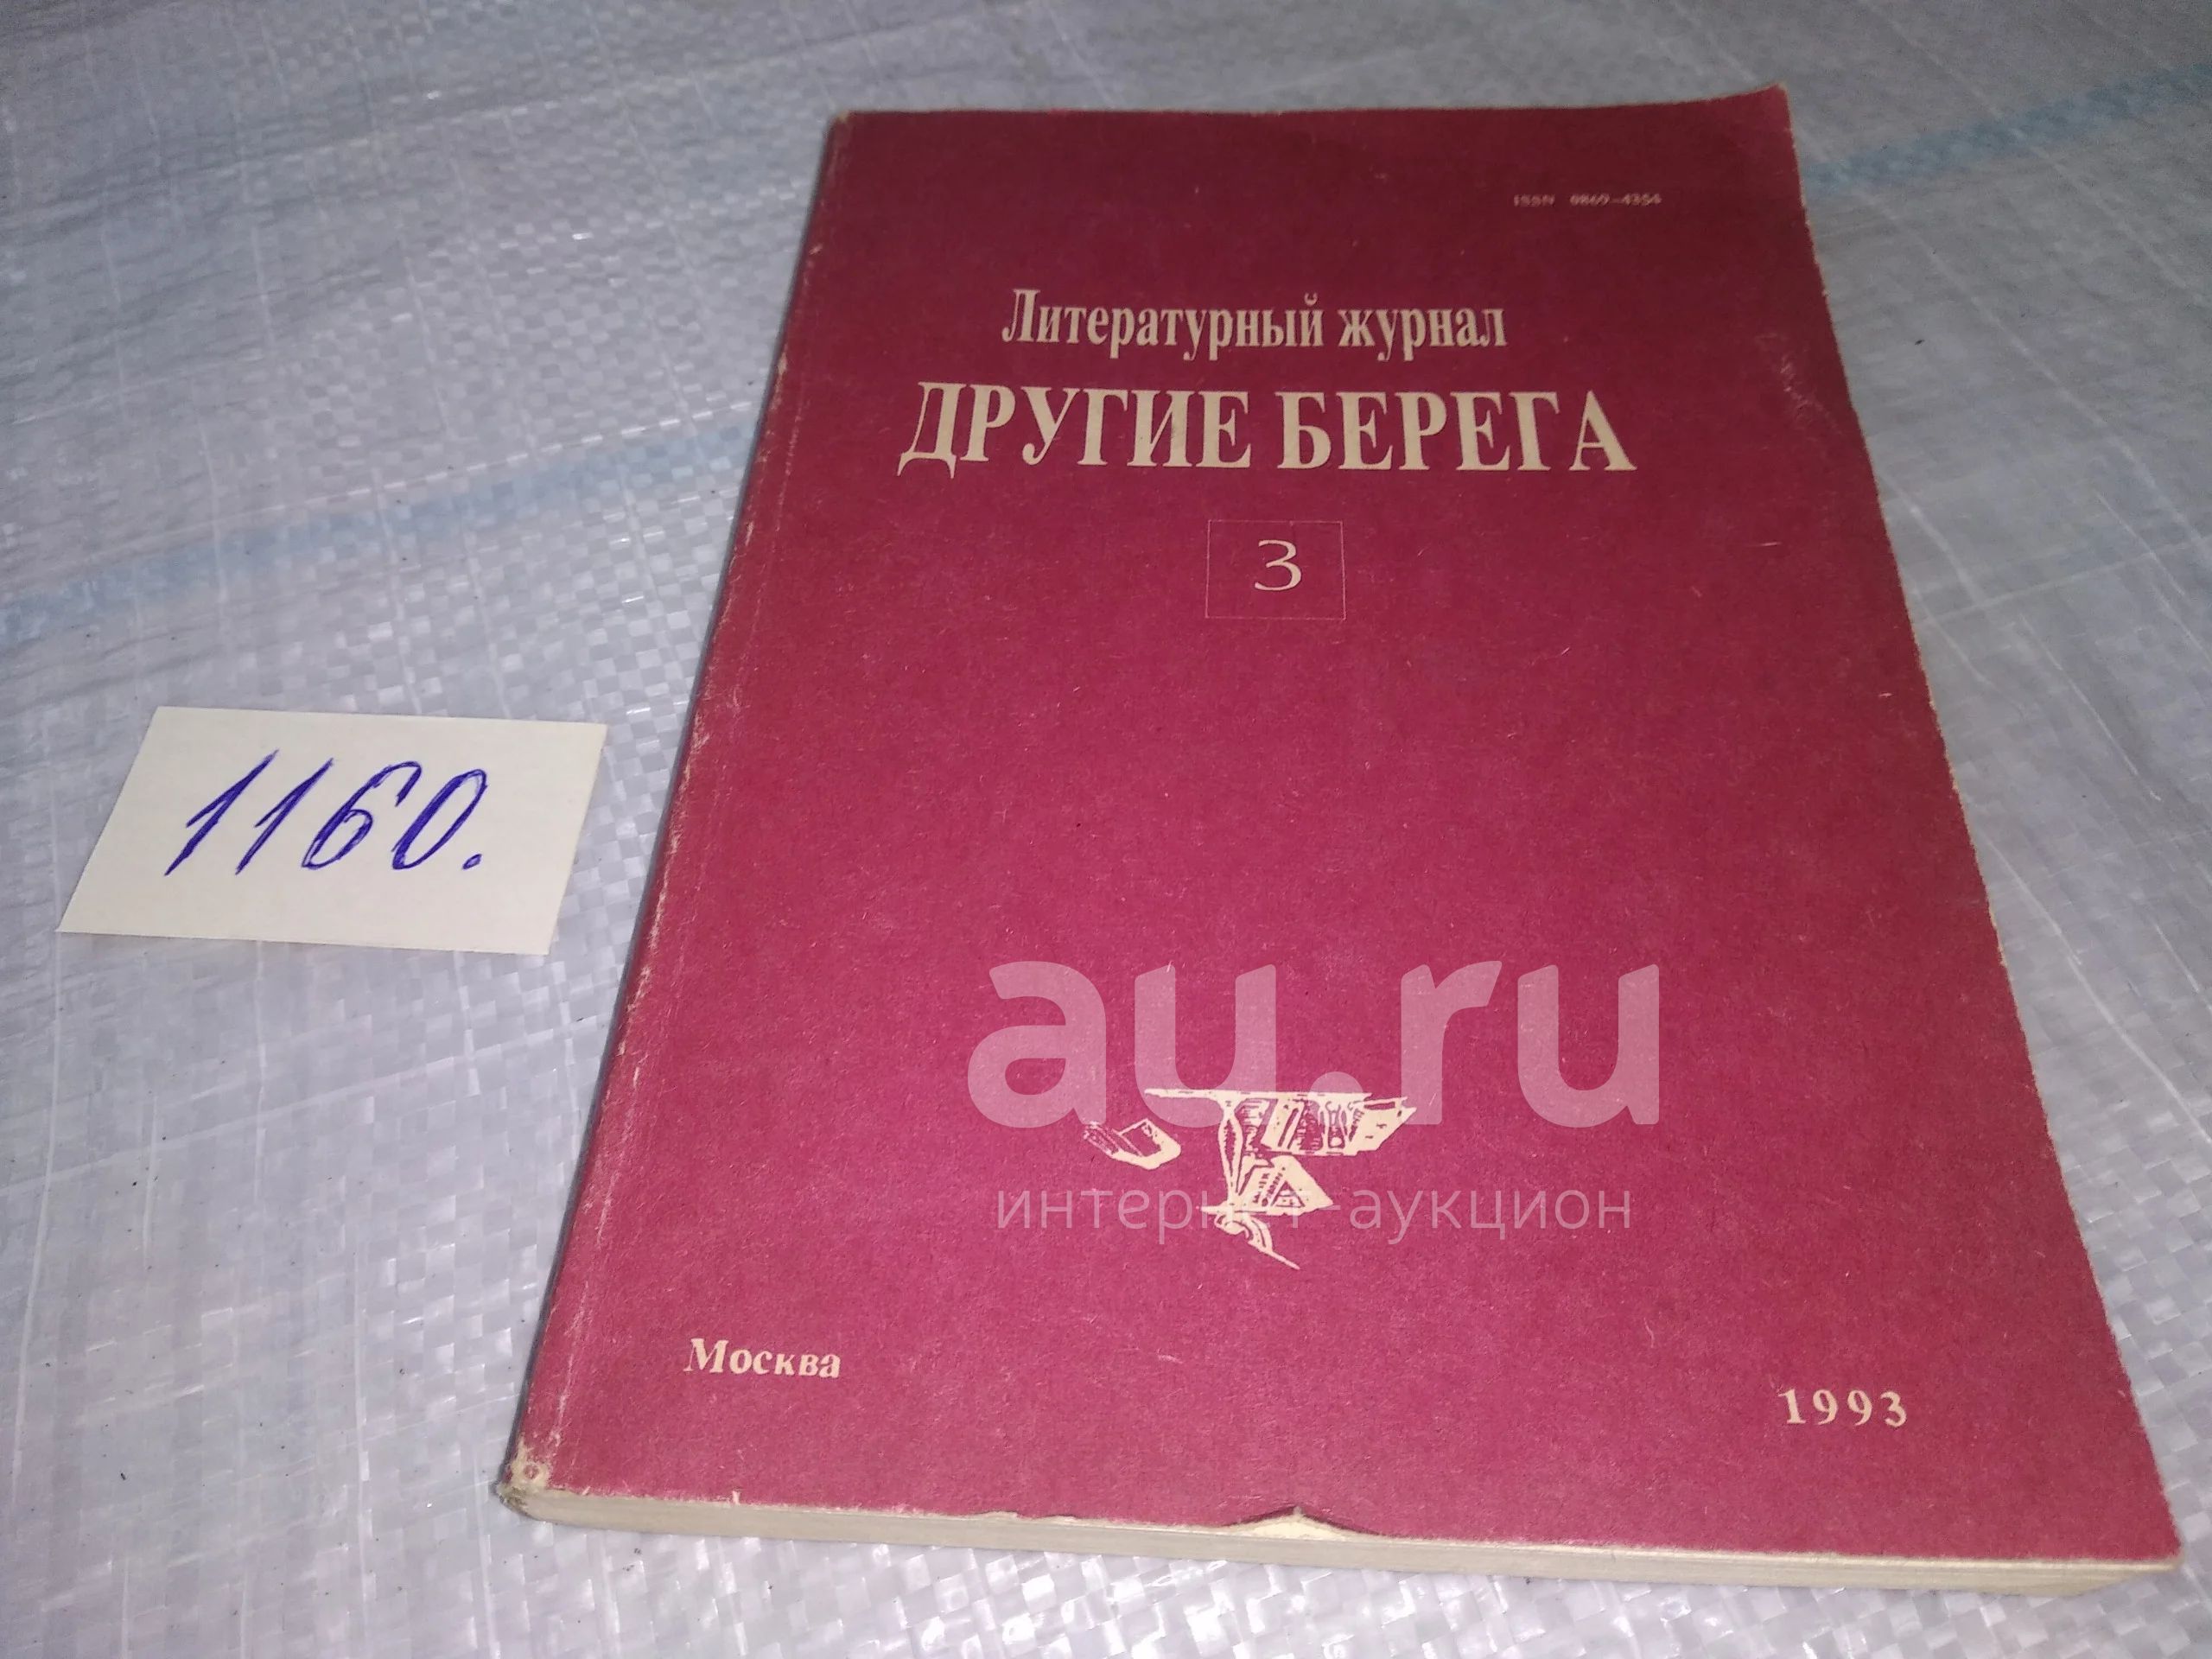 ISSN 0869-4354
Литературный журнал
ДРУГИЕ БЕРЕГА
3
1160.
au.ru
интернет-аукцион
Москва
1993